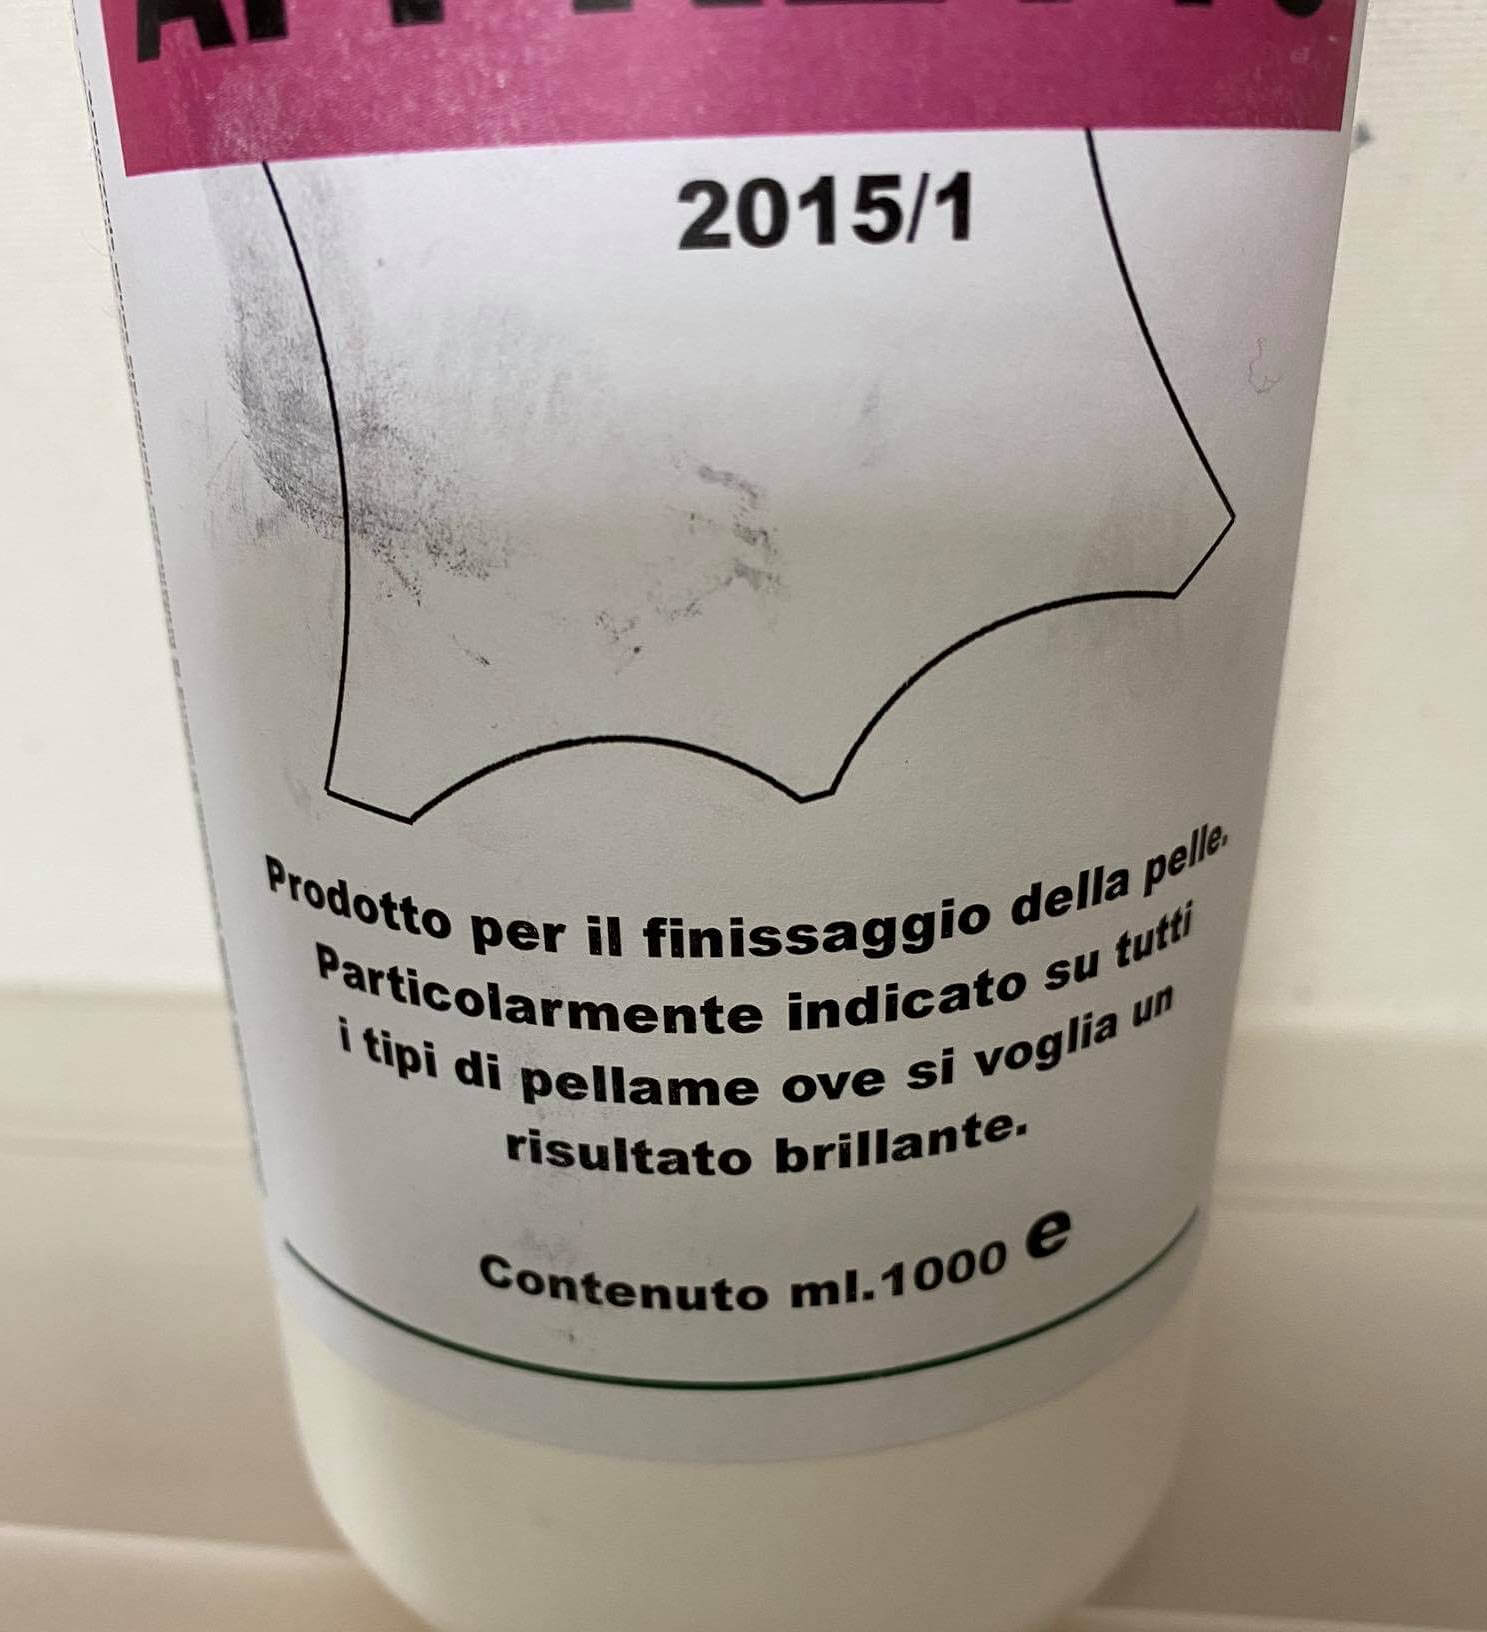 2015/1
Prodotto per il finissaggio della pelle.
Particolarmente indicato su tutti
i tipi di pellame ove si voglia un
risultato brillante.
Contenuto ml.1000 e